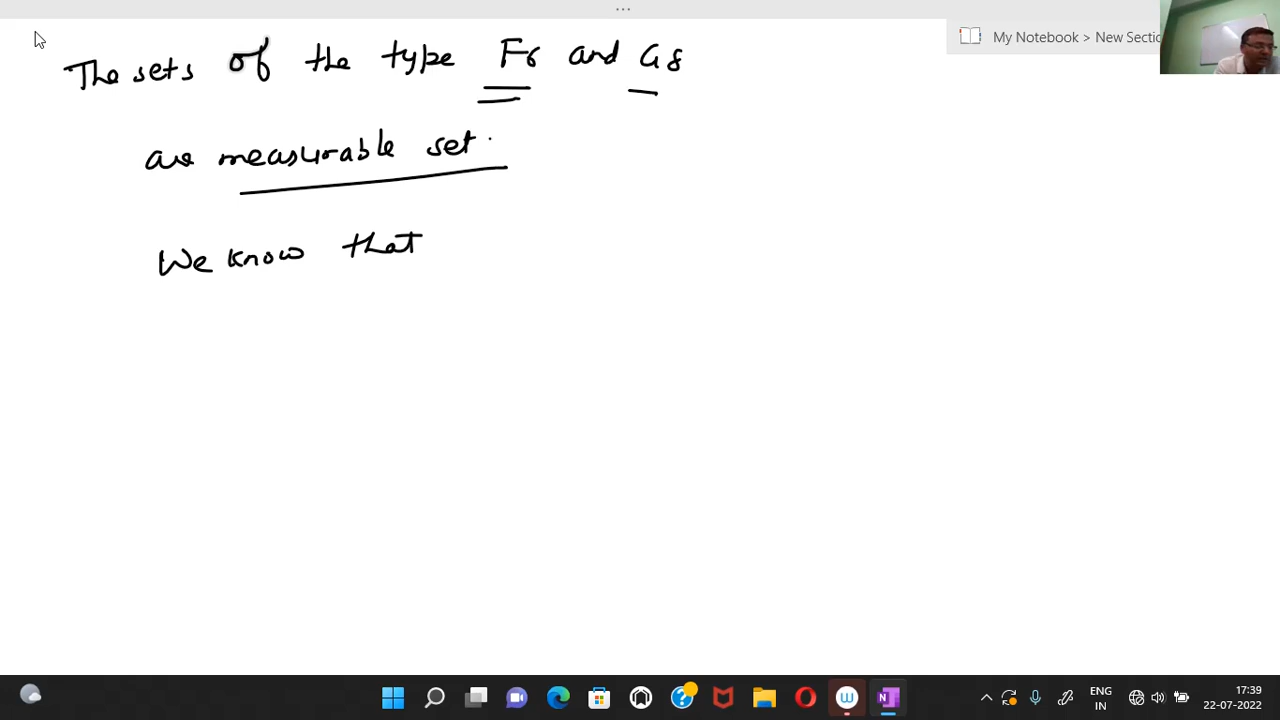 My Notebook > New Sectio
The sets of the type Fσ and Gδ
are measurable set.
We know that
ENG
IN
17:39
22-07-2022